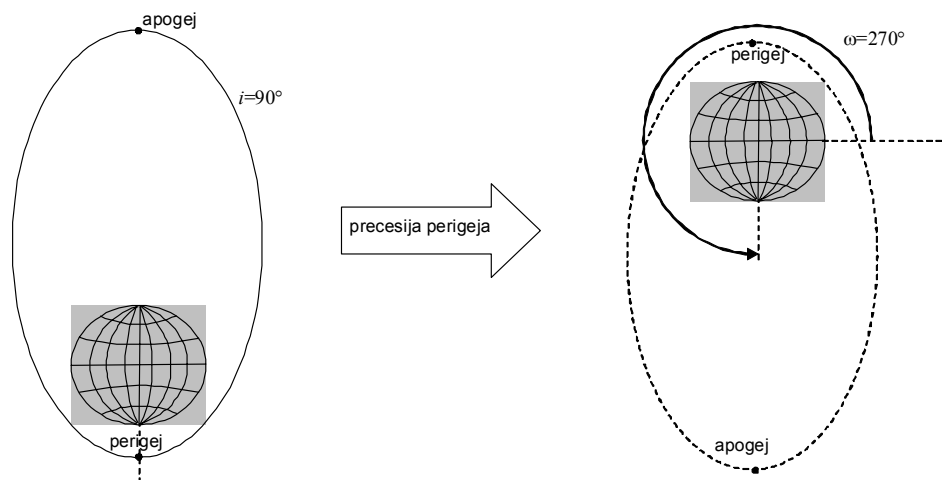 apogej
i=90°
perigej
precesija perigeja
ω=270°
perigej
apogej